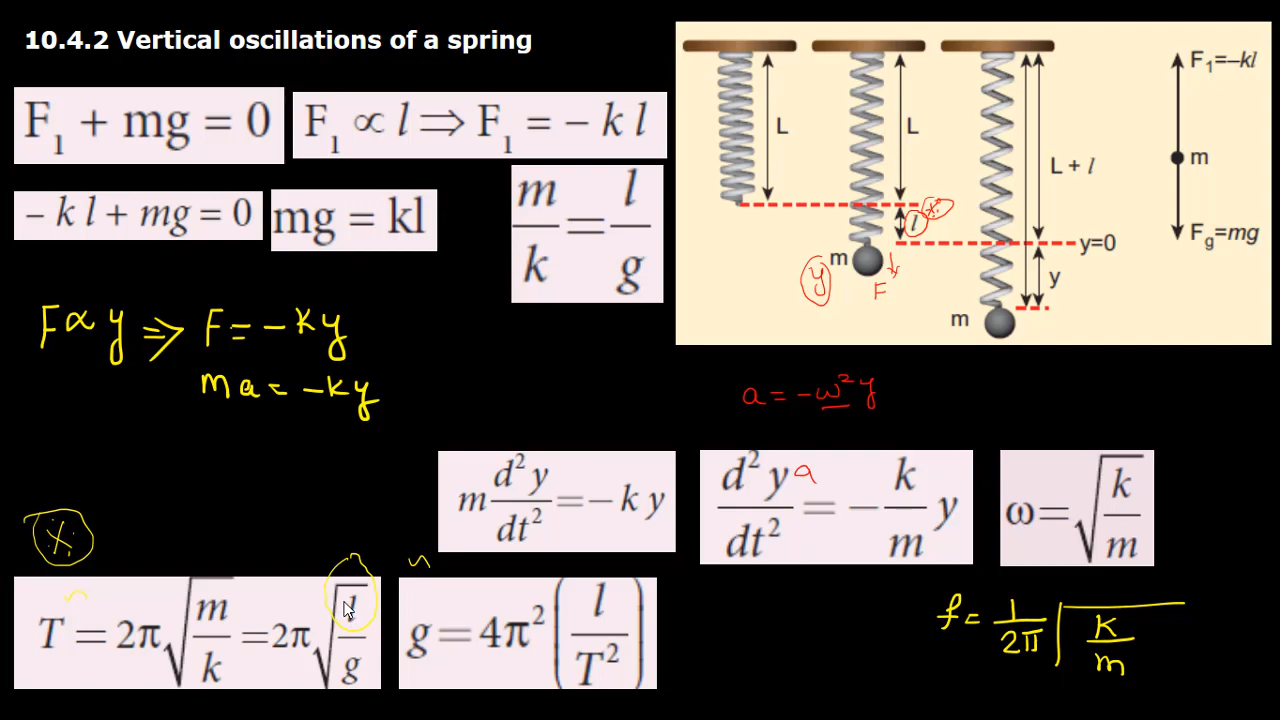 10.4.2 Vertical oscillations of a spring
F₁ + mg = 0
F₁ ∝ l ⇒ F₁ = − k l
− k l + mg = 0
mg = kl
m/k = l/g
L
L
l
x
m
y
F
L + l
y=0
y
m
F₁=−kl
m
F_g=mg
F ∝ y ⇒ F = −ky
ma = −ky
a = −ω²y
m d²y/dt² = − k y
d²y/dt² = − k/m y
a
ω = √(k/m)
x
T = 2π√(m/k) = 2π√(l/g)
g = 4π² (l/T²)
f = 1/2π √(K/m)